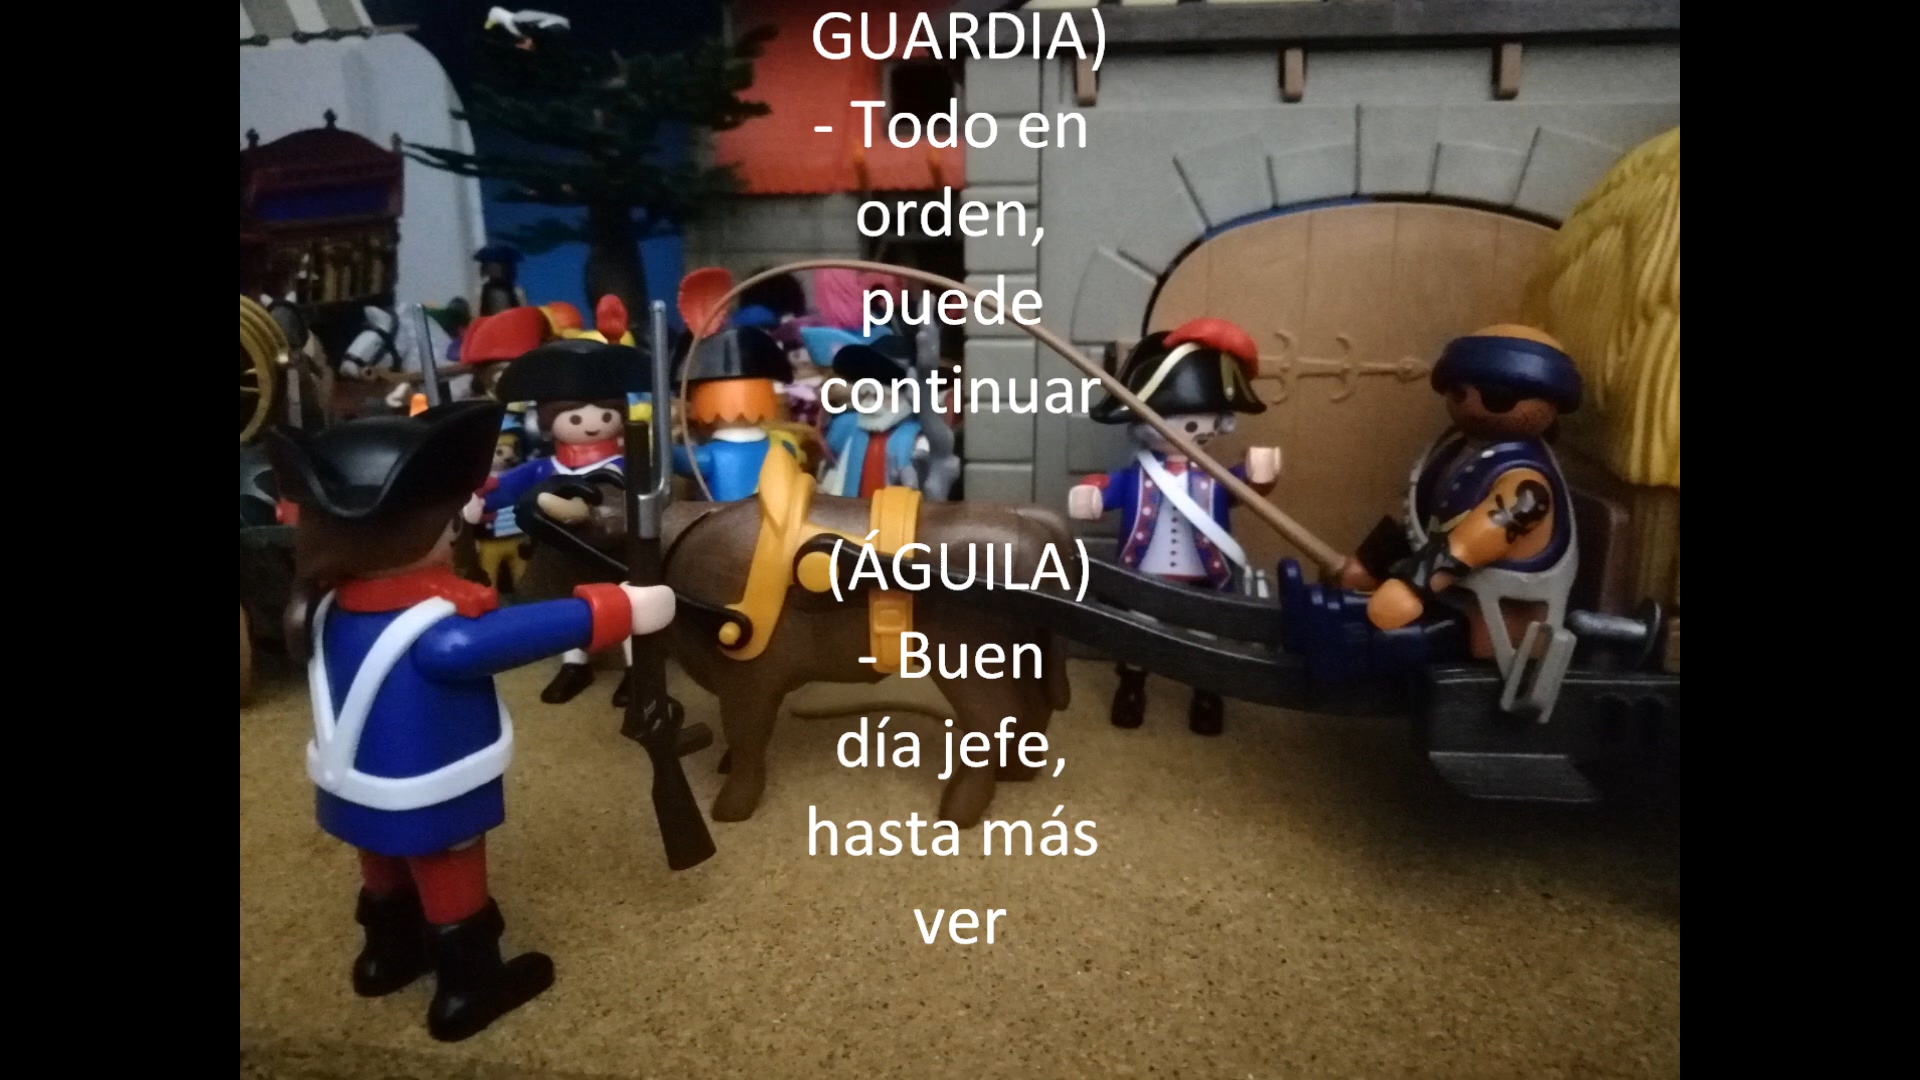 GUARDIA)
- Todo en
orden,
puede
continuar
(ÁGUILA)
- Buen
día jefe,
hasta más
ver